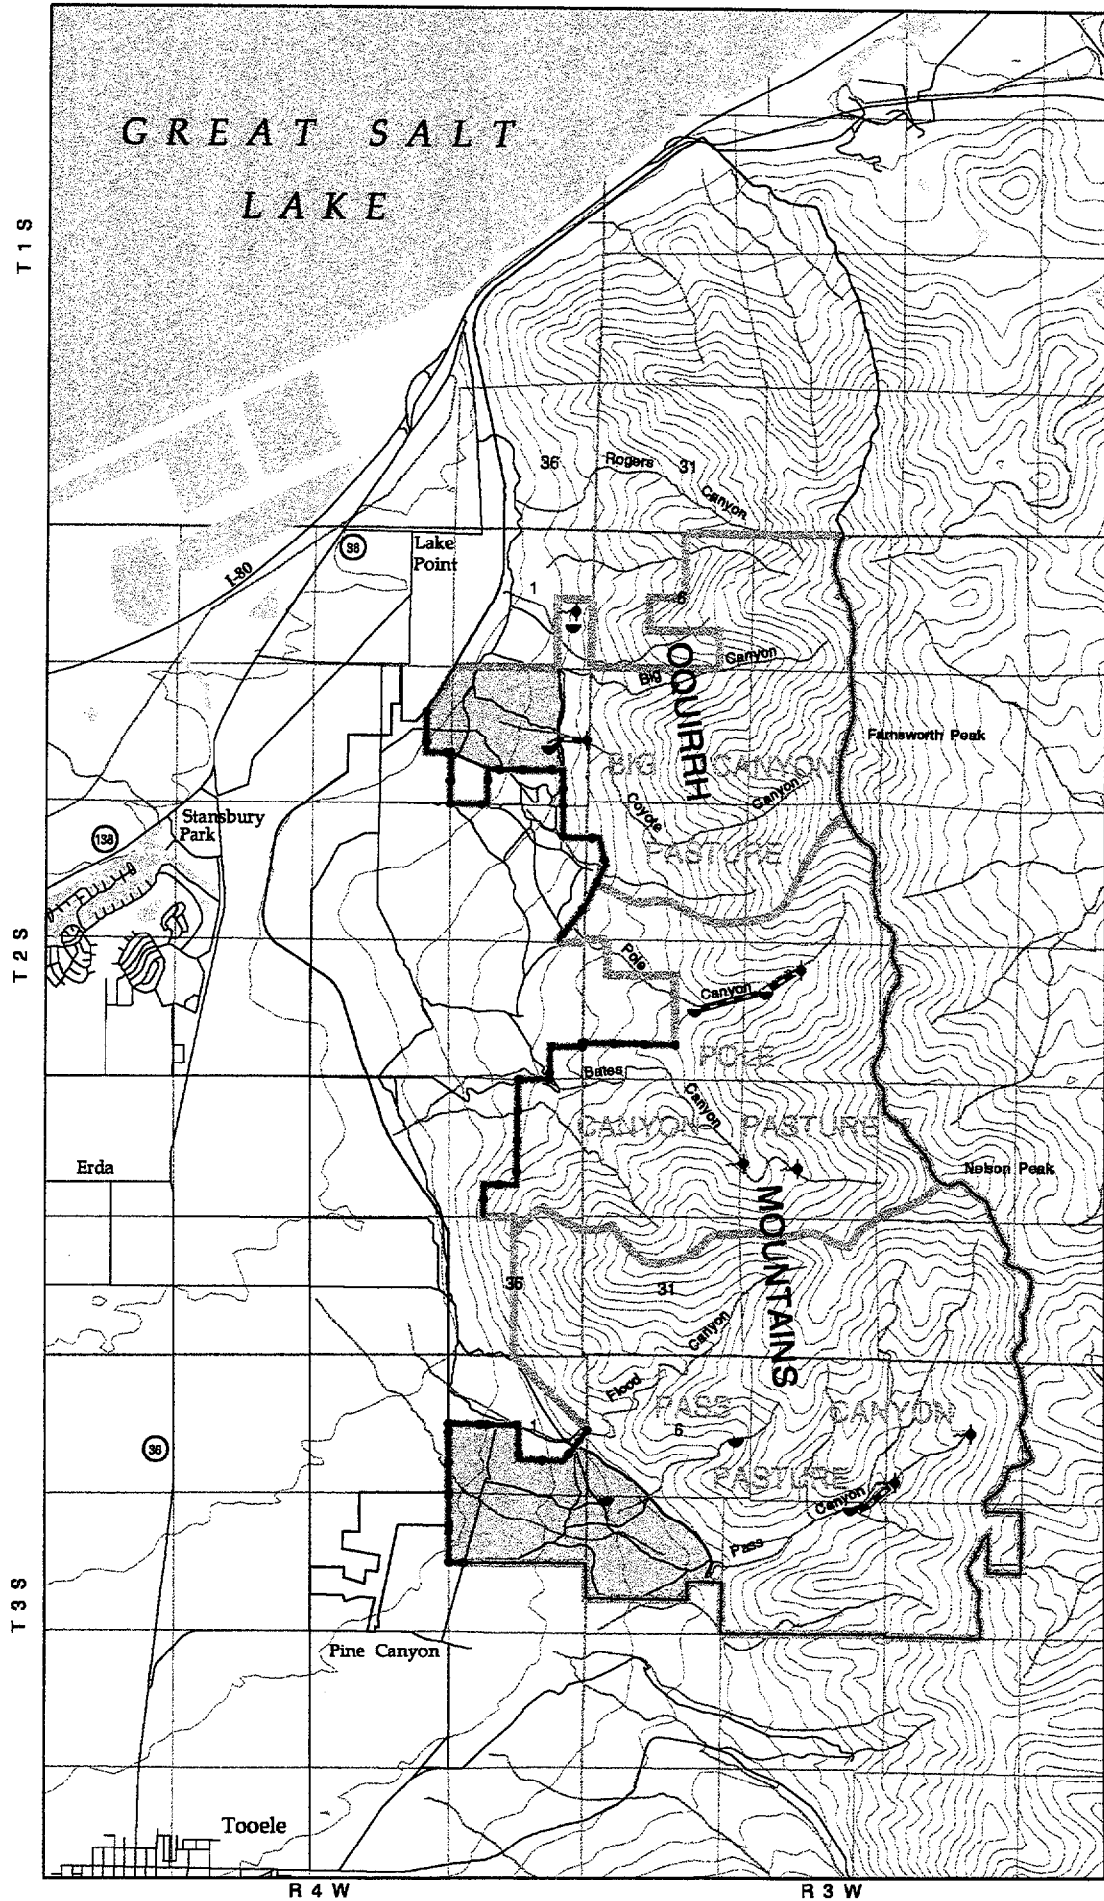 GREAT SALT
LAKE
T 1 S
36
Rogers
31
Canyon
38
Lake
Point
I-80
1
6
Canyon
Big
OQUIRRH
Farnsworth Peak
BIG CANYON
Coyote
Canyon
Stansbury
Park
138
PASTURE
T 2 S
Pole
Canyon
POLE
Bates
Canyon
CANYON PASTURE
Erda
Nelson Peak
MOUNTAINS
36
31
Canyon
Flood
PASS CANYON
1
6
36
PASTURE
Canyon
Pass
T 3 S
Pine Canyon
Tooele
R 4 W
R 3 W